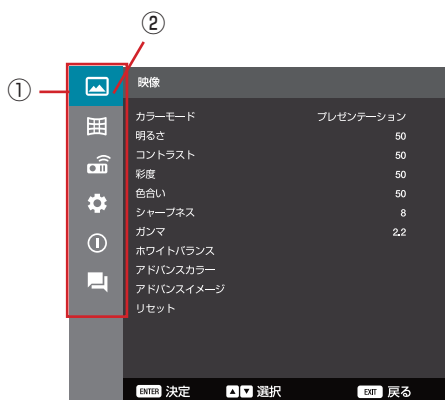 ②
①
映像
カラーモード プレゼンテーション
明るさ 50
コントラスト 50
彩度 50
色合い 50
シャープネス 8
ガンマ 2.2
ホワイトバランス
アドバンスカラー
アドバンスイメージ
リセット
ENTER 決定 ▲▼ 選択 EXIT 戻る